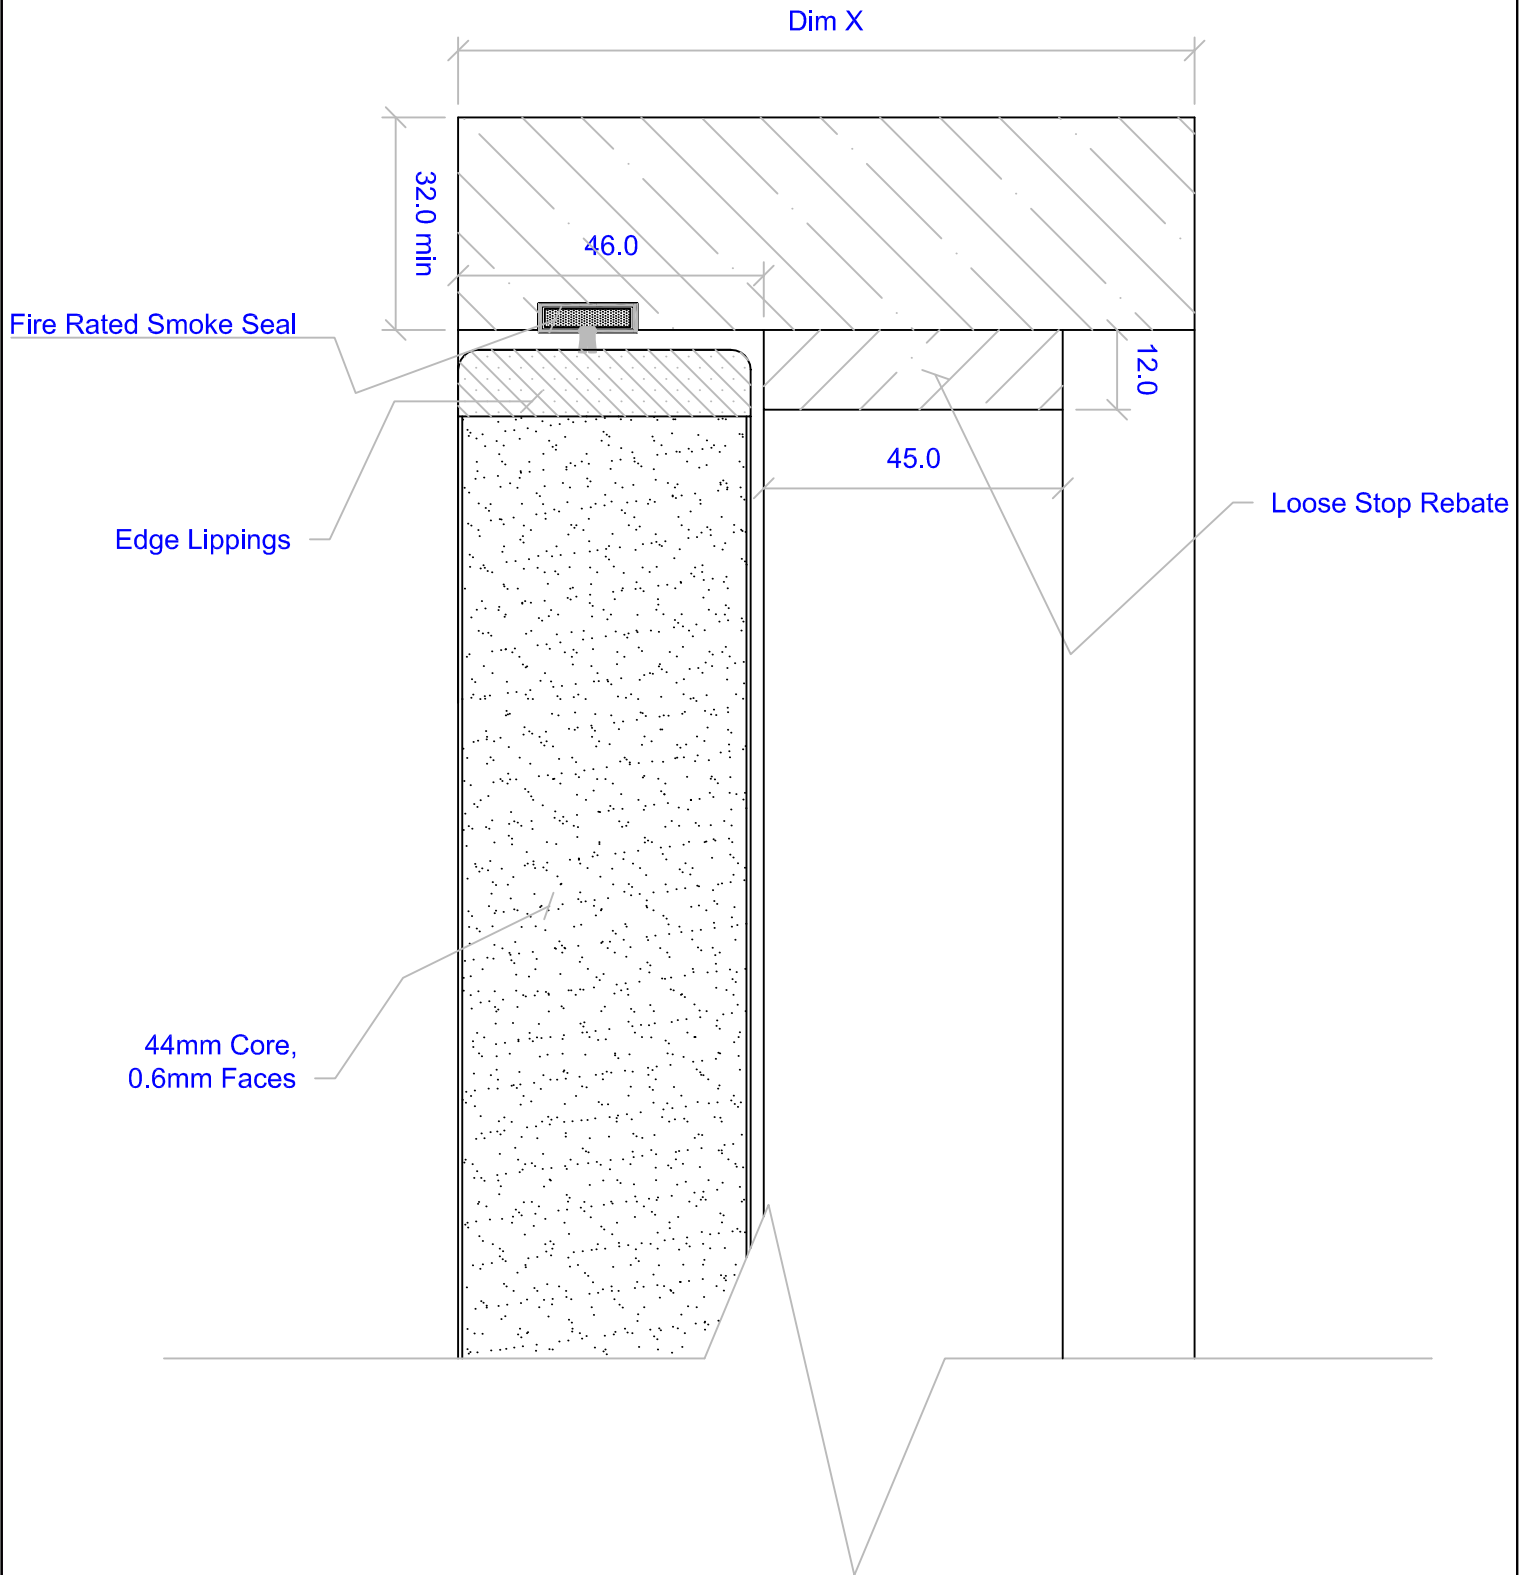 Dim X
32.0 min
46.0
Fire Rated Smoke Seal
12.0
45.0
Loose Stop Rebate
Edge Lippings
44mm Core,
0.6mm Faces